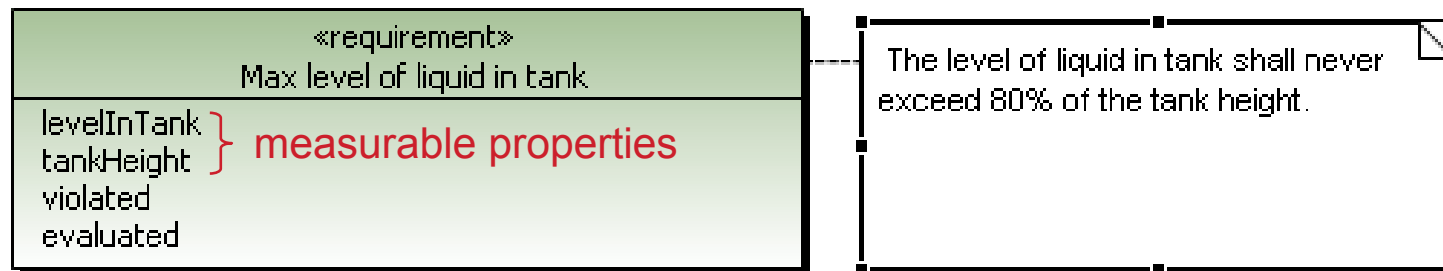 «requirement»
Max level of liquid in tank
levelInTank
tankHeight
measurable properties
violated
evaluated
The level of liquid in tank shall never
exceed 80% of the tank height.